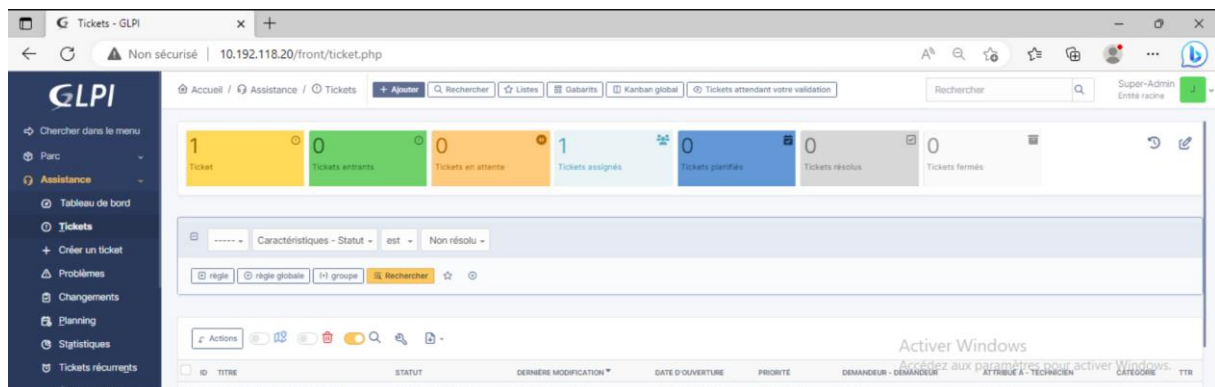 Tickets - GLPI
Non sécurisé | 10.192.118.20/front/ticket.php
GLPI
Accueil / Assistance / Tickets + Ajouter Rechercher Listes Gabarits Kanban global Tickets attendant votre validation Rechercher Super-Admin
Entité racine
J
Chercher dans le menu
Parc
Assistance
Tableau de bord
Tickets
+ Créer un ticket
Problèmes
Changements
Planning
Statistiques
Tickets récurrents
1 0 0 1 0 0 0
Ticket Tickets entrants Tickets en attente Tickets assignés Tickets planifiés Tickets résolus Tickets fermés
----- Caractéristiques - Statut est Non résolu
règle règle globale (+) groupe Rechercher
Actions
Activer Windows
Accédez aux paramètres pour activer Windows.
ID TITRE STATUT DERNIÈRE MODIFICATION DATE D'OUVERTURE PRIORITÉ DEMANDEUR - DEMANDEUR ATTRIBUÉ À - TECHNICIEN CATÉGORIE TTR